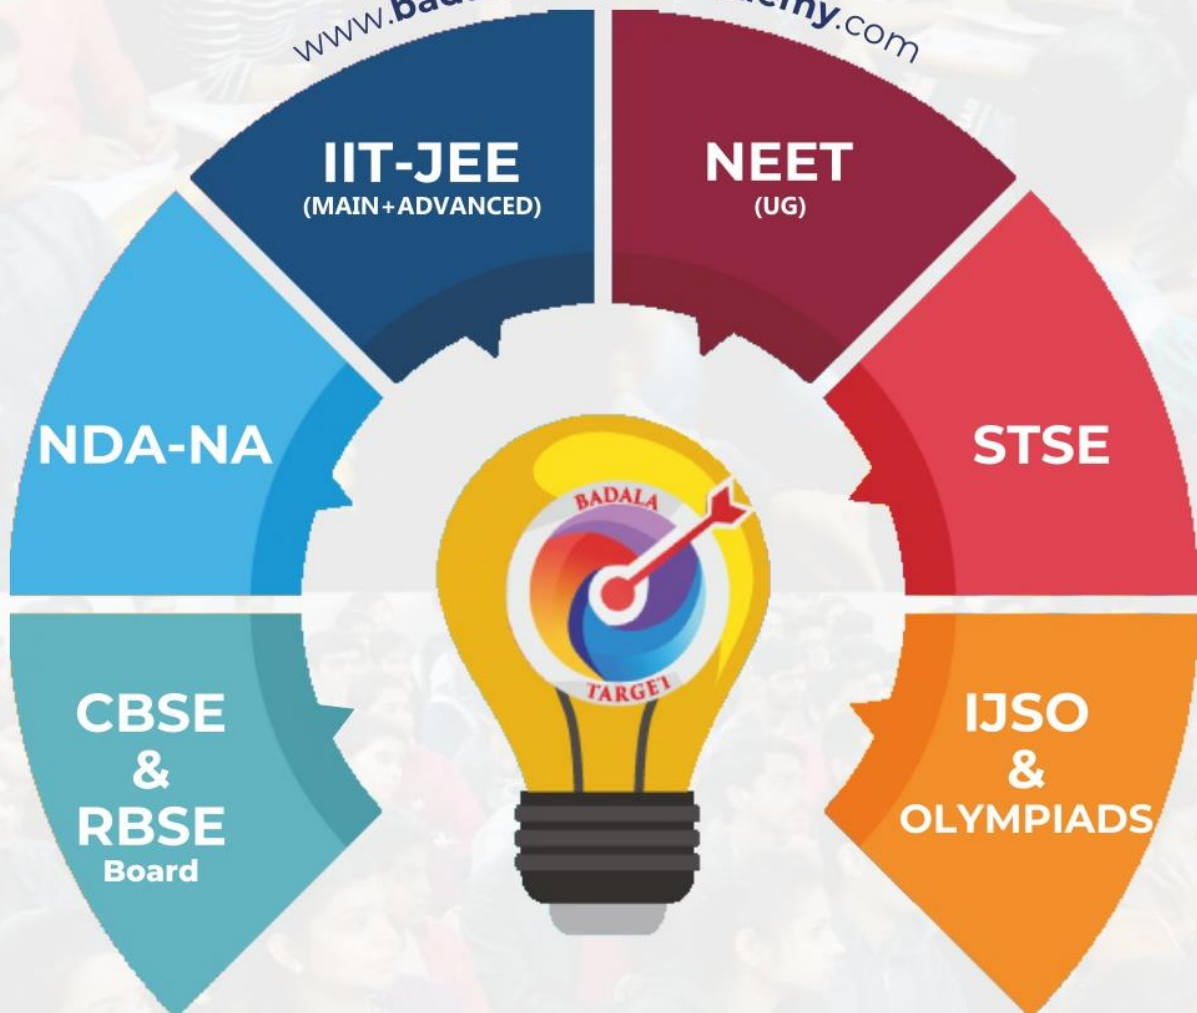 IIT-JEE
(MAIN+ADVANCED)
NEET
(UG)
NDA-NA
STSE
BADALA
TARGET
CBSE
&
RBSE
Board
IJSO
&
OLYMPIADS